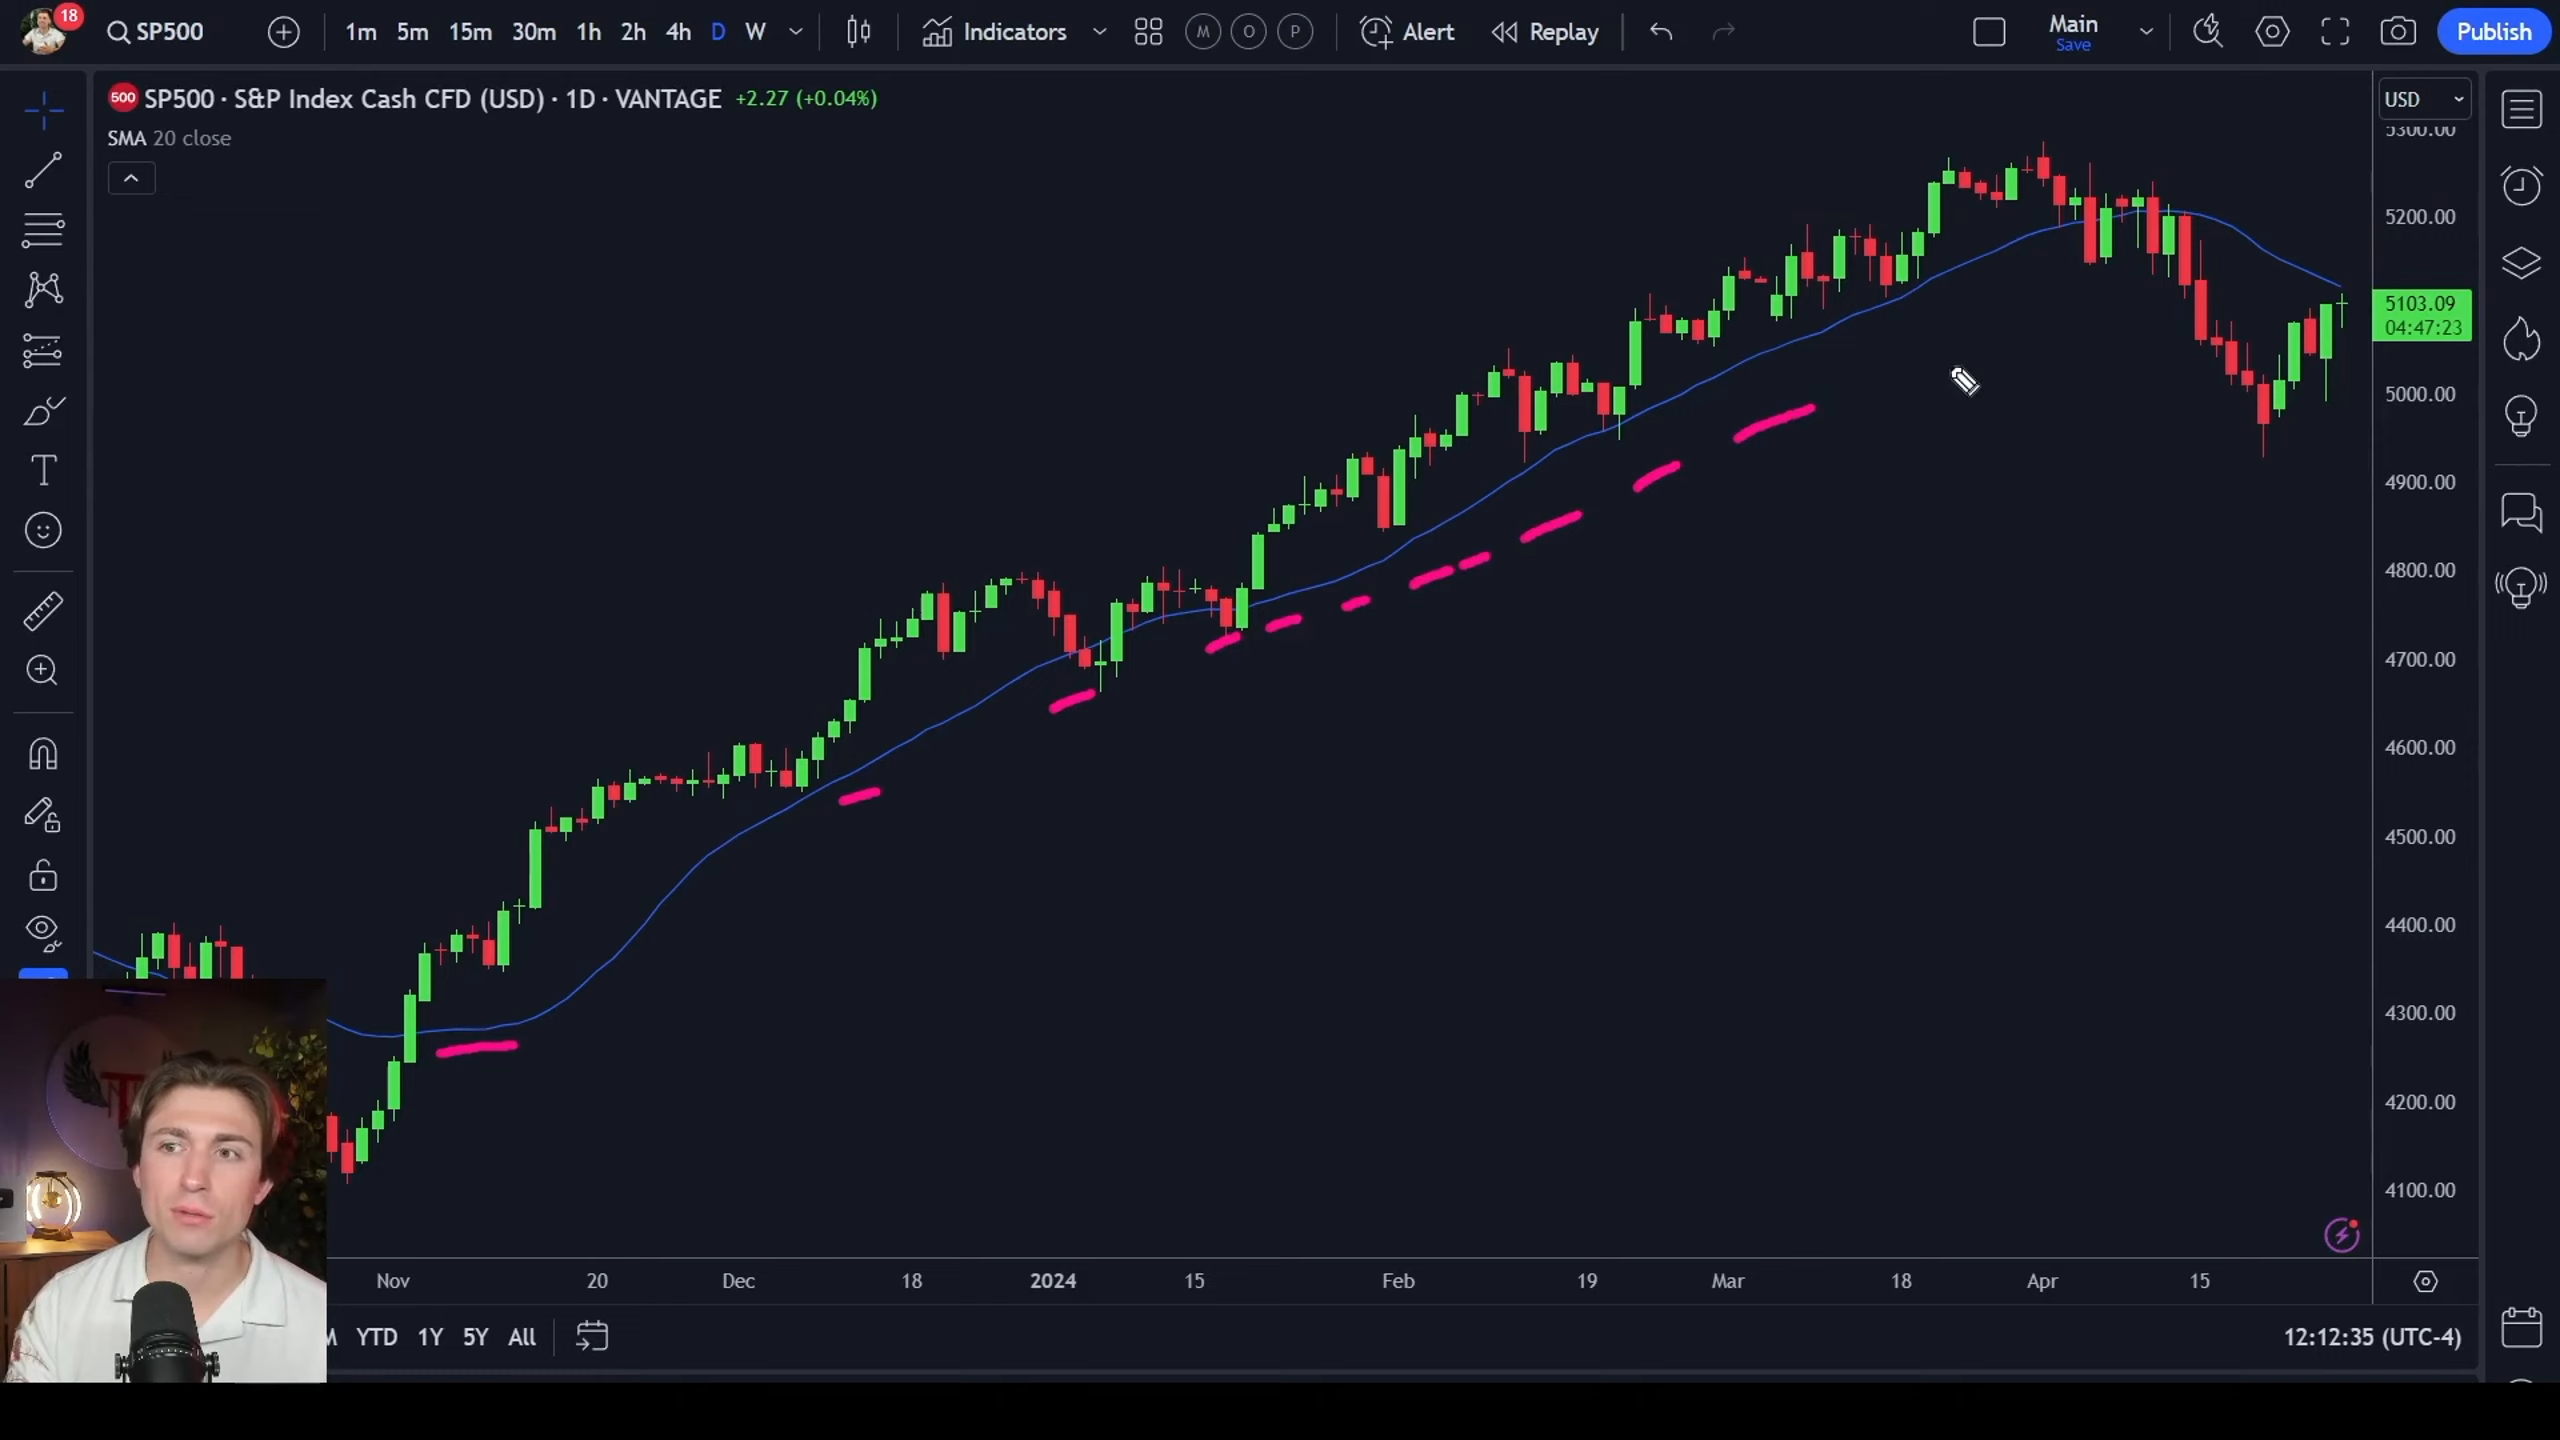 18
SP500
1m 5m 15m 30m 1h 2h 4h D W
Indicators
M O P
Alert
Replay
Main
Save
Publish
500 SP500 · S&P Index Cash CFD (USD) · 1D · VANTAGE +2.27 (+0.04%)
SMA 20 close
USD
5300.00
5200.00
5103.09
04:47:23
5000.00
4900.00
4800.00
4700.00
4600.00
4500.00
4400.00
4300.00
4200.00
4100.00
T
Nov 20 Dec 18 2024 15 Feb 19 Mar 18 Apr 15
YTD 1Y 5Y All
12:12:35 (UTC-4)